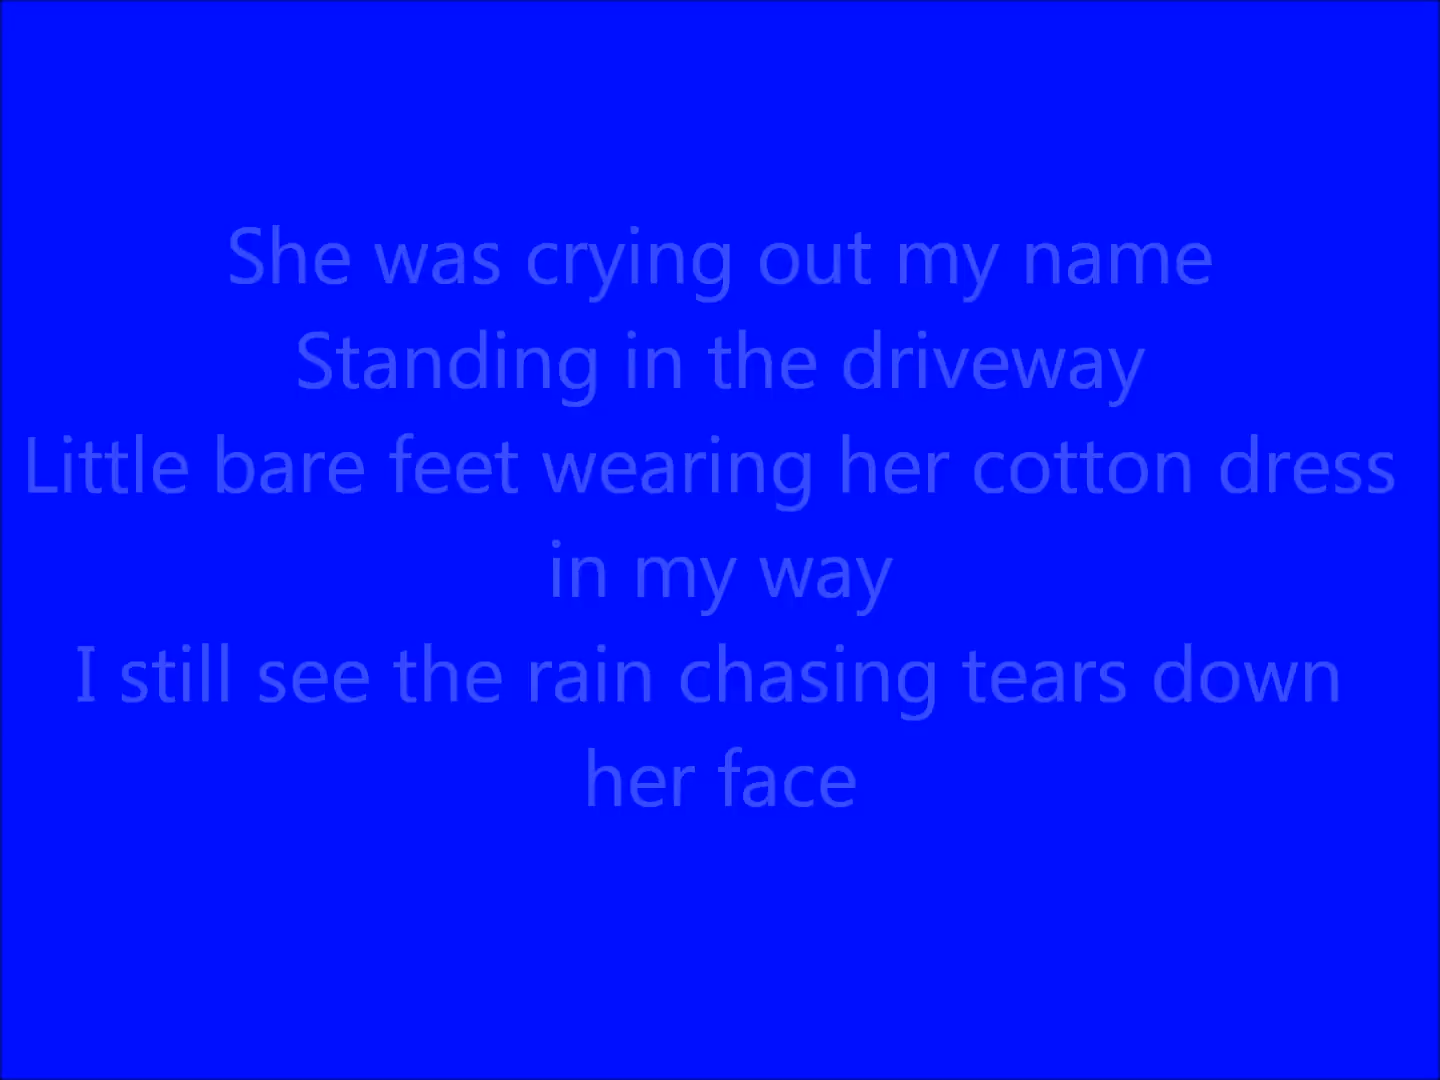 She was crying out my name
Standing in the driveway
Little bare feet wearing her cotton dress
in my way
I still see the rain chasing tears down
her face